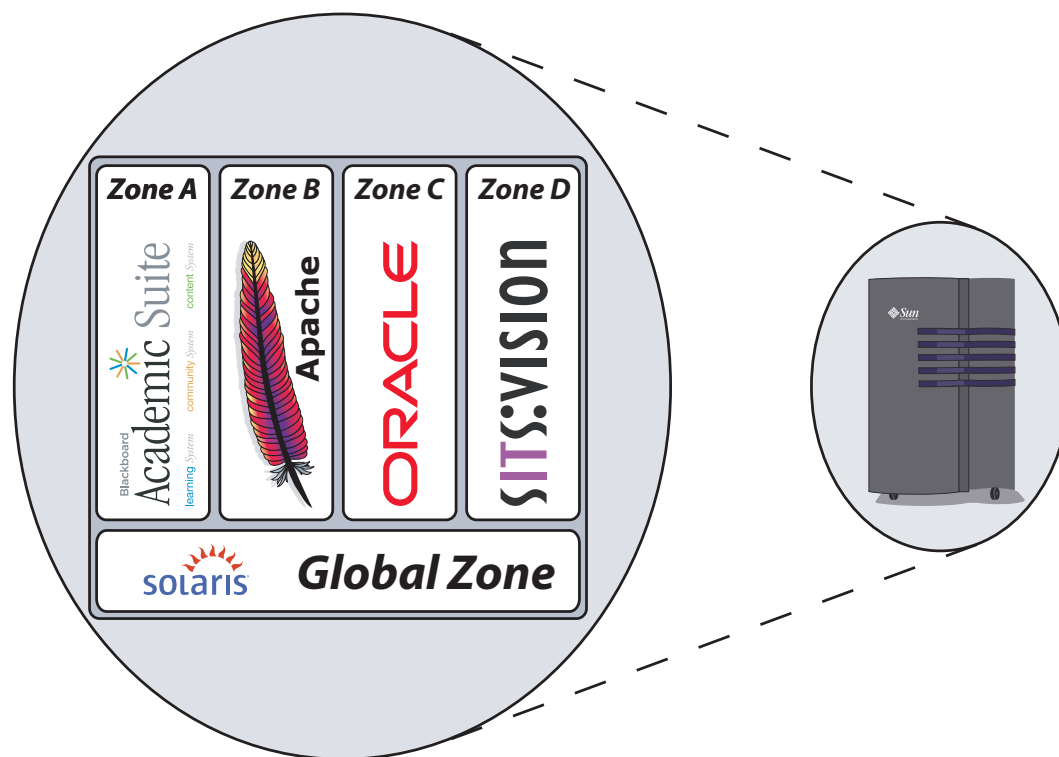 Zone A
Zone B
Zone C
Zone D
Blackboard
Academic Suite
learning System community System content System
Apache
ORACLE
SITS:VISION
solaris
Global Zone
Sun